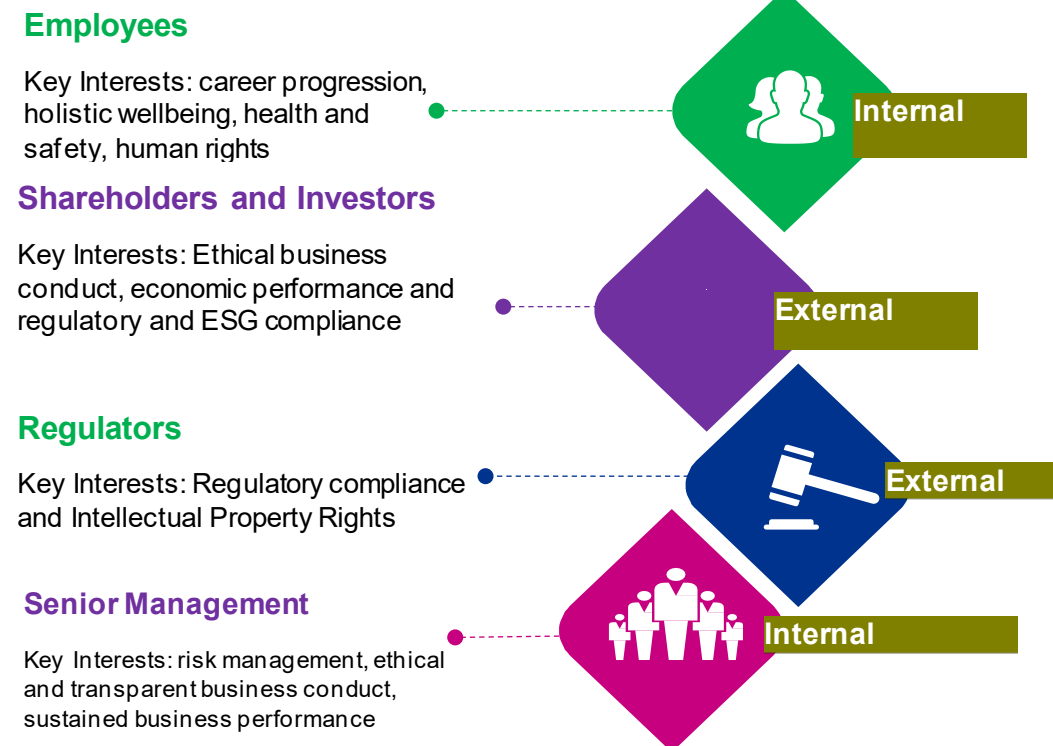 Employees
Key Interests: career progression,
holistic wellbeing, health and
safety, human rights
Internal
Shareholders and Investors
Key Interests: Ethical business
conduct, economic performance and
regulatory and ESG compliance
External
Regulators
Key Interests: Regulatory compliance
and Intellectual Property Rights
External
Senior Management
Key Interests: risk management, ethical
and transparent business conduct,
sustained business performance
Internal